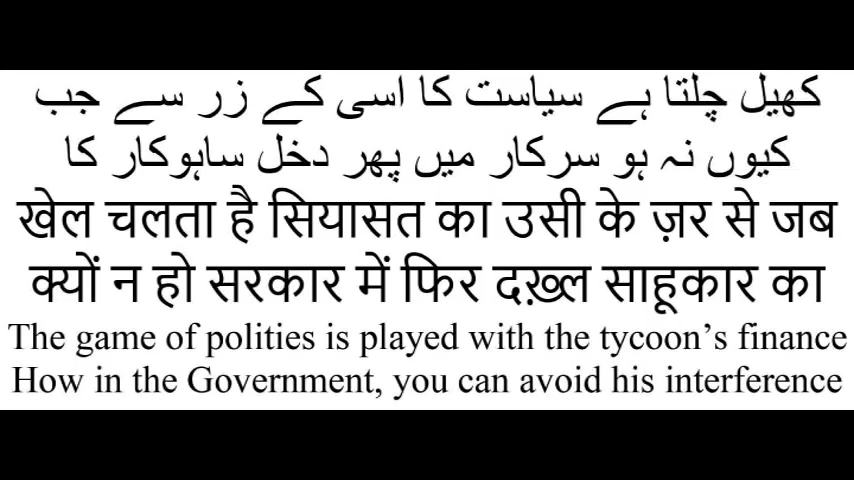 کھیل چلتا ہے سیاست کا اسی کے زر سے جب
کیوں نہ ہو سرکار میں پھر دخل ساہوکار کا
खेल चलता है सियासत का उसी के ज़र से जब
क्यों न हो सरकार में फिर दख़्ल साहूकार का
The game of polities is played with the tycoon’s finance
How in the Government, you can avoid his interference